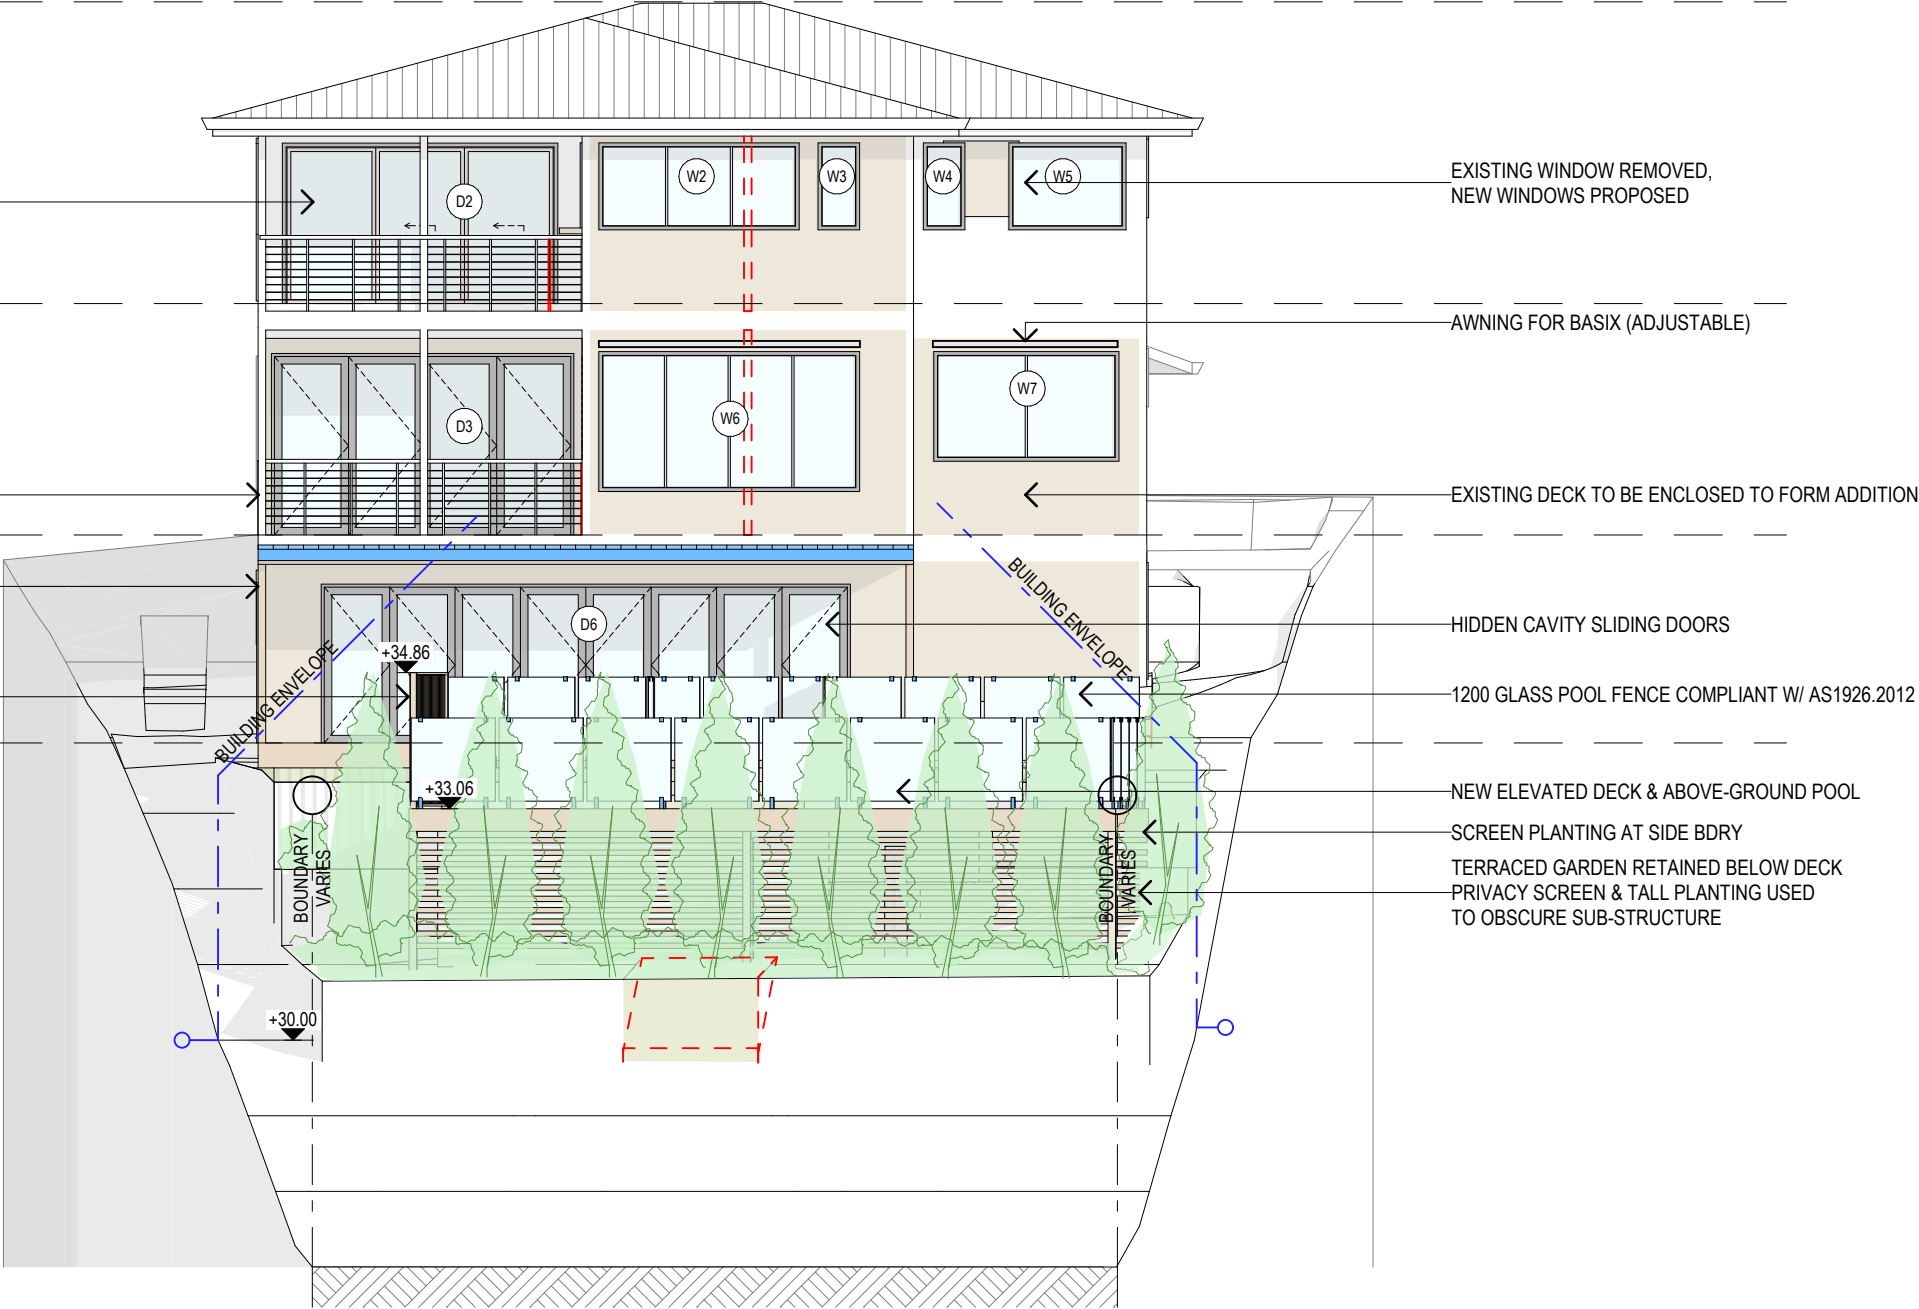 EXISTING WINDOW REMOVED,
NEW WINDOWS PROPOSED
D2
W2
W3
W4
W5
AWNING FOR BASIX (ADJUSTABLE)
D3
W6
W7
EXISTING DECK TO BE ENCLOSED TO FORM ADDITION
BUILDING ENVELOPE
BUILDING ENVELOPE
D6
HIDDEN CAVITY SLIDING DOORS
+34.86
1200 GLASS POOL FENCE COMPLIANT W/ AS1926.2012
+33.06
NEW ELEVATED DECK & ABOVE-GROUND POOL
SCREEN PLANTING AT SIDE BDRY
BOUNDARY
VARIES
BOUNDARY
VARIES
TERRACED GARDEN RETAINED BELOW DECK
PRIVACY SCREEN & TALL PLANTING USED
TO OBSCURE SUB-STRUCTURE
+30.00